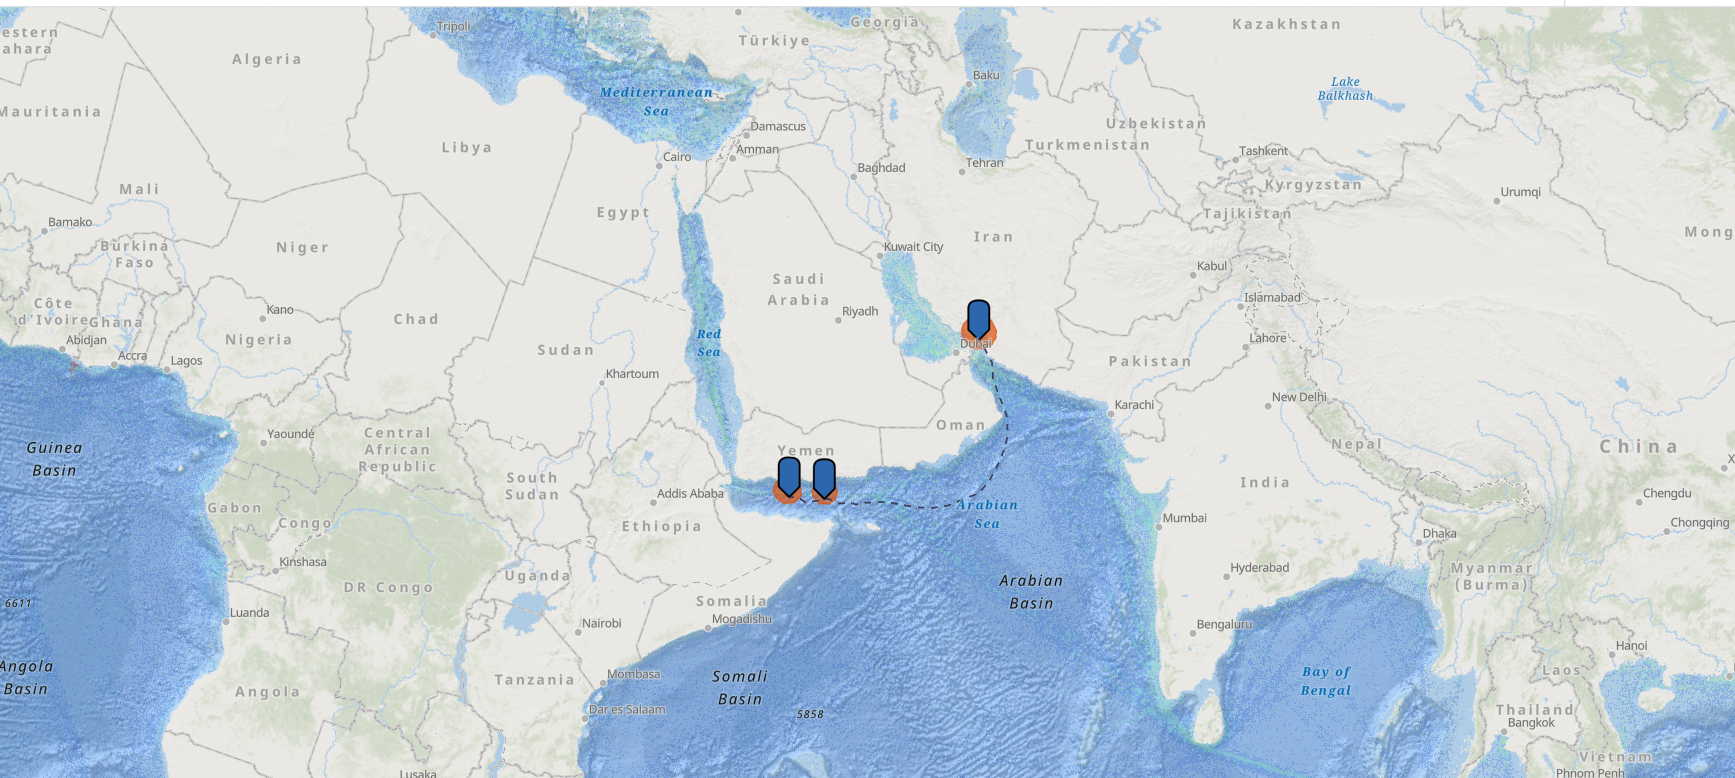 Tripoli
Georgia
Kazakhstan
estern
ahara
Algeria
Türkiye
Baku
Lake
Balkhash
Mediterranean
Sea
Mauritania
Damascus
Uzbekistan
Libya
Cairo
Amman
Turkmenistan
Tashkent
Baghdad
Tehran
Mali
Kyrgyzstan
Urumqi
Bamako
Egypt
Tajikistan
Burkina
Faso
Niger
Kuwait City
Iran
Mong
Saudi
Arabia
Kabul
Côte
d'Ivoire
Ghana
Kano
Chad
Riyadh
Islamabad
Abidjan
Nigeria
Red
Sea
Dubai
Lahore
Accra
Lagos
Sudan
Pakistan
Khartoum
New Delhi
Karachi
Yaoundé
Central
African
Republic
Oman
Nepal
China
Guinea
Basin
Yemen
South
Sudan
Addis Ababa
India
Chengdu
Gabon
Congo
Ethiopia
Arabian
Sea
Mumbai
Chongqing
Dhaka
Kinshasa
Uganda
Arabian
Basin
Hyderabad
Myanmar
(Burma)
DR Congo
6611
Luanda
Somalia
Mogadishu
Nairobi
Bengaluru
Hanoi
Angola
Basin
Mombasa
Somali
Basin
Bay of
Bengal
Laos
Angola
Tanzania
Dar es Salaam
5858
Thailand
Bangkok
Vietnam
Lusaka
Phnom Penh